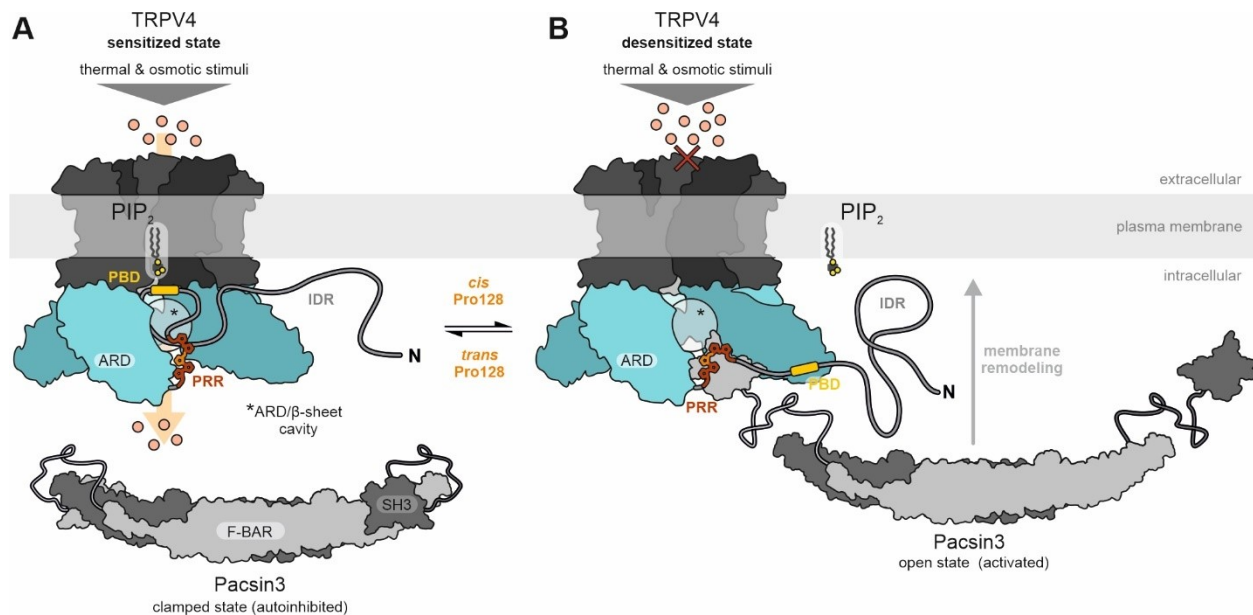 A
TRPV4
sensitized state
thermal & osmotic stimuli
PIP2
PBD
*
IDR
ARD
PRR
N
*ARD/β-sheet
cavity
F-BAR
SH3
Pacsin3
clamped state (autoinhibited)
cis
Pro128
trans
Pro128
B
TRPV4
desensitized state
thermal & osmotic stimuli
extracellular
PIP2
plasma membrane
intracellular
*
IDR
ARD
PBD
PRR
N
membrane
remodeling
Pacsin3
open state (activated)